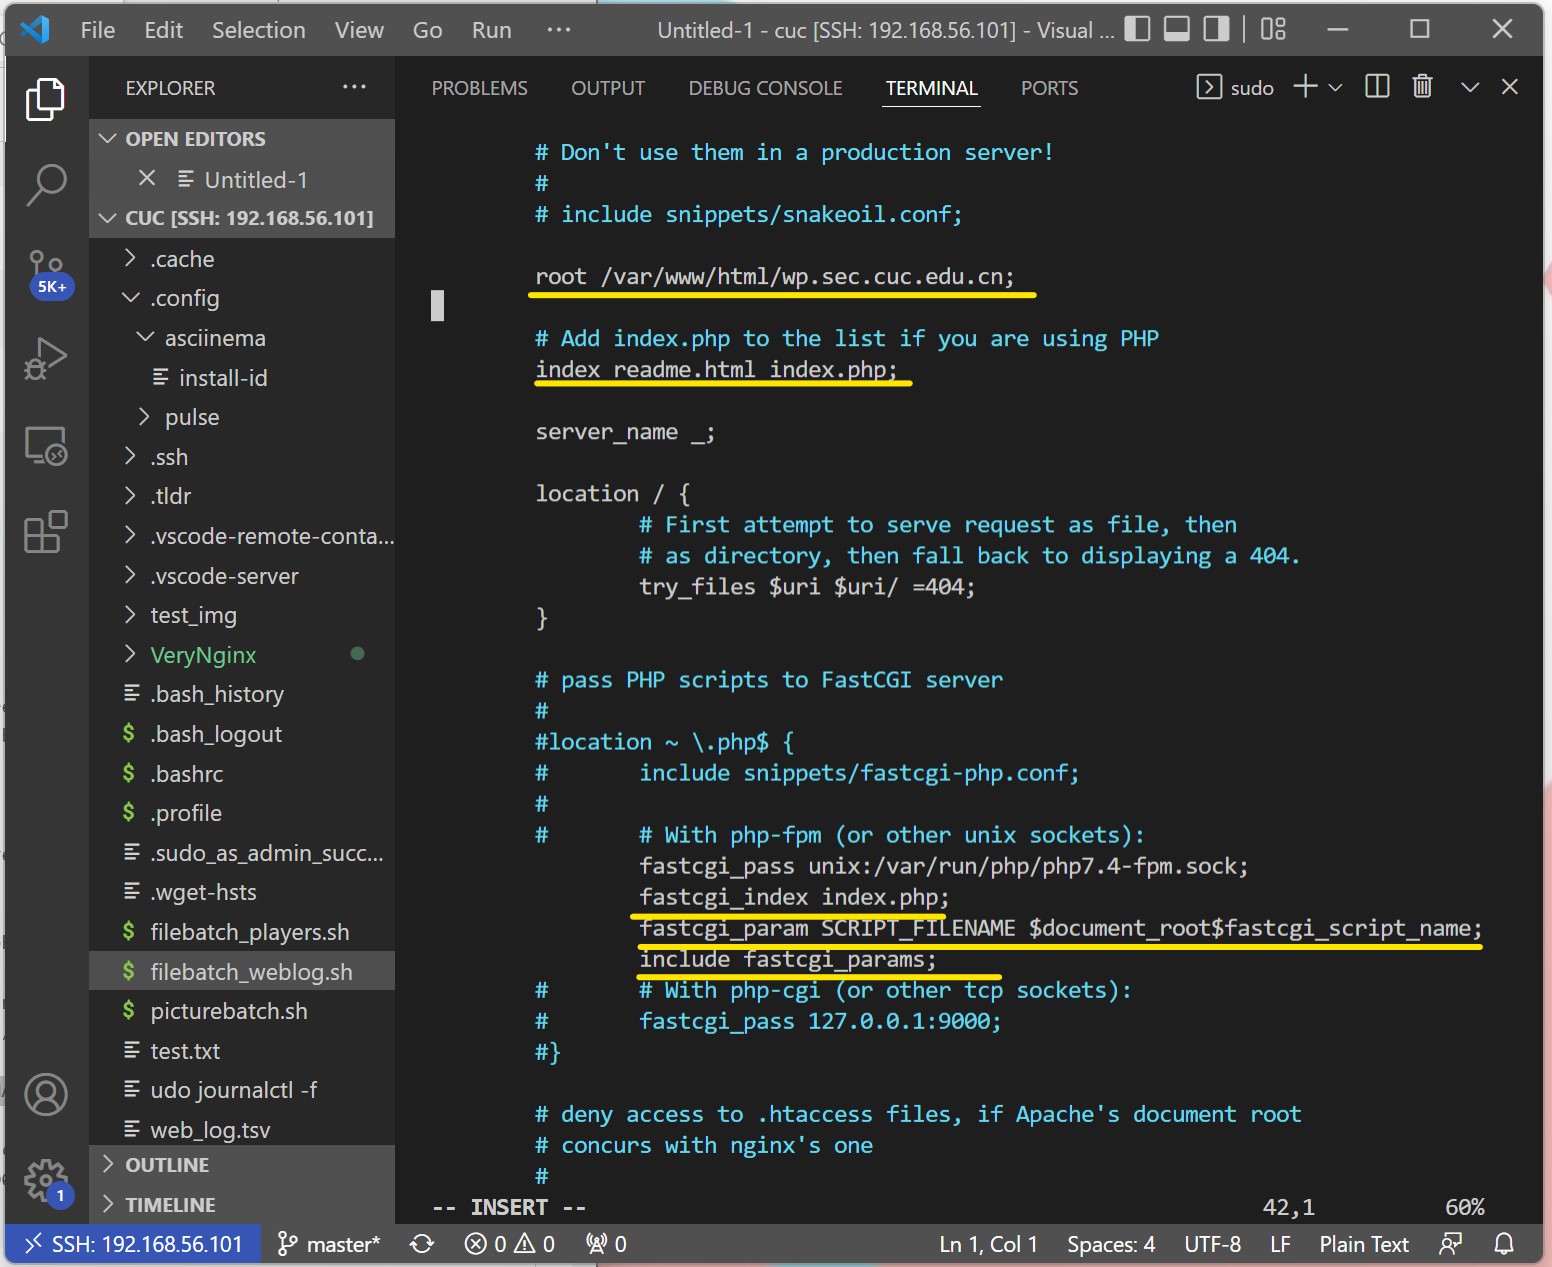 File Edit Selection View Go Run ··· Untitled-1 - cuc [SSH: 192.168.56.101] - Visual ...
EXPLORER ···
OPEN EDITORS
Untitled-1
CUC [SSH: 192.168.56.101]
.cache
.config
asciinema
install-id
pulse
.ssh
.tldr
.vscode-remote-conta...
.vscode-server
test_img
VeryNginx
.bash_history
$ .bash_logout
$ .bashrc
$ .profile
.sudo_as_admin_succ...
.wget-hsts
$ filebatch_players.sh
$ filebatch_weblog.sh
$ picturebatch.sh
test.txt
udo journalctl -f
web_log.tsv
OUTLINE
TIMELINE
5K+
1
PROBLEMS OUTPUT DEBUG CONSOLE TERMINAL PORTS sudo
# Don't use them in a production server!
#
# include snippets/snakeoil.conf;
root /var/www/html/wp.sec.cuc.edu.cn;
# Add index.php to the list if you are using PHP
index readme.html index.php;
server_name _;
location / {
# First attempt to serve request as file, then
# as directory, then fall back to displaying a 404.
try_files $uri $uri/ =404;
}
# pass PHP scripts to FastCGI server
#
#location ~ \.php$ {
# include snippets/fastcgi-php.conf;
#
# # With php-fpm (or other unix sockets):
fastcgi_pass unix:/var/run/php/php7.4-fpm.sock;
fastcgi_index index.php;
fastcgi_param SCRIPT_FILENAME $document_root$fastcgi_script_name;
include fastcgi_params;
# # With php-cgi (or other tcp sockets):
# fastcgi_pass 127.0.0.1:9000;
#}
# deny access to .htaccess files, if Apache's document root
# concurs with nginx's one
#
-- INSERT -- 42,1 60%
SSH: 192.168.56.101 master* 0 0 0 Ln 1, Col 1 Spaces: 4 UTF-8 LF Plain Text